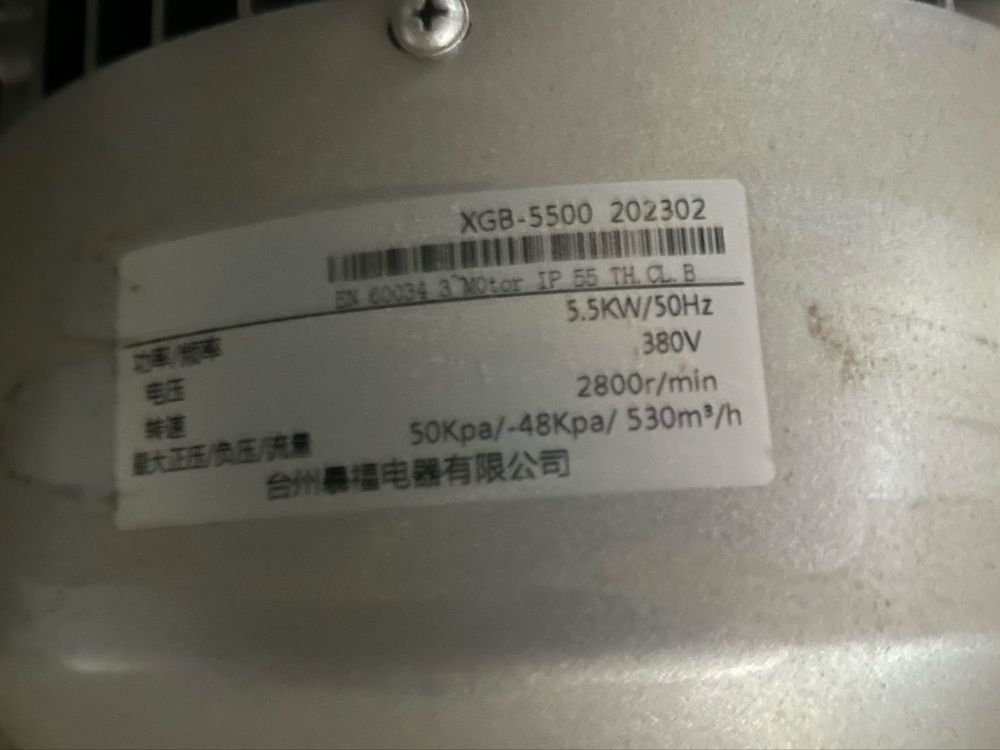 XGB-5500 202302
EN 60034 3~MOtor IP 55 TH.CL.B
功率/频率 5.5KW/50Hz
电压 380V
转速 2800r/min
最大正压/负压/流量 50Kpa/-48Kpa/ 530m³/h
台州暴福电器有限公司